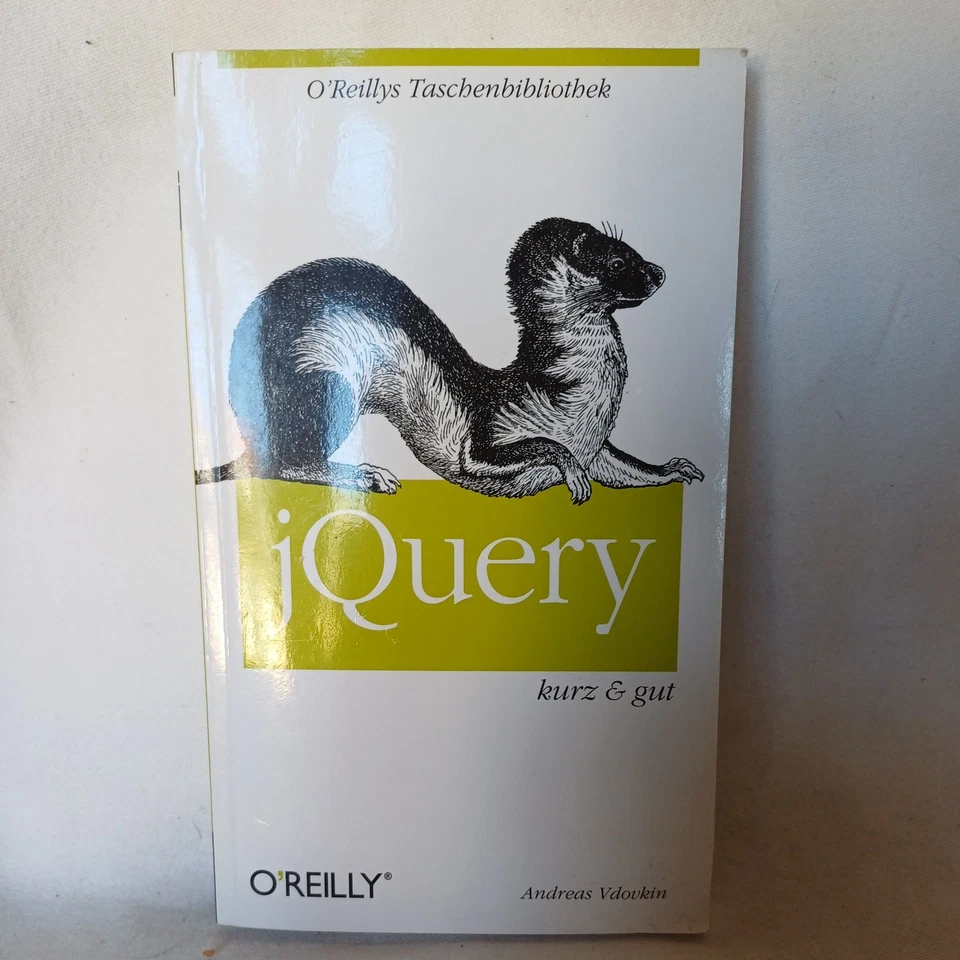 O'Reillys Taschenbibliothek
jQuery
kurz & gut
O'REILLY®
Andreas Vdovkin